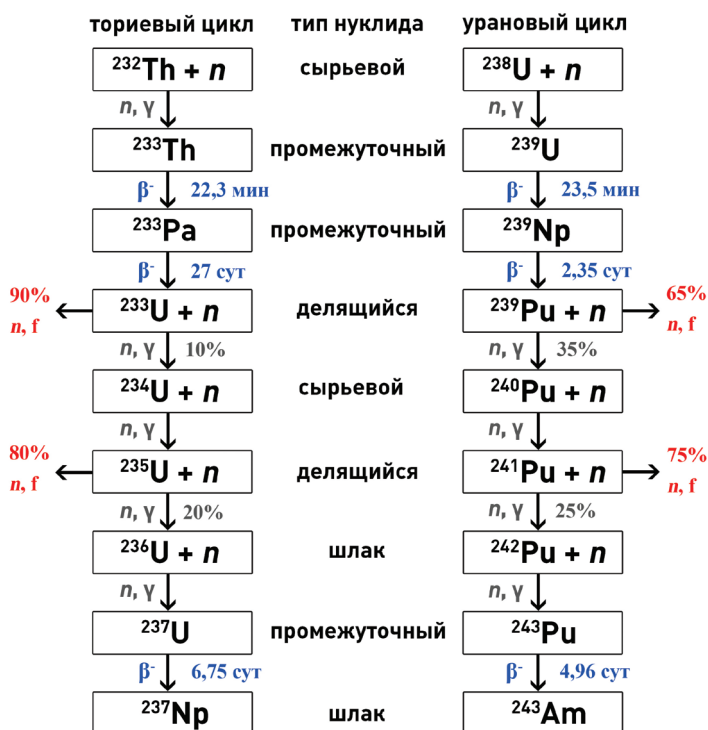 ториевый цикл тип нуклида урановый цикл
²³²Th + n сырьевой ²³⁸U + n
n, γ n, γ
²³³Th промежуточный ²³⁹U
β⁻ 22,3 мин β⁻ 23,5 мин
²³³Pa промежуточный ²³⁹Np
β⁻ 27 сут β⁻ 2,35 сут
90% 65%
²³³U + n делящийся ²³⁹Pu + n
n, f n, f
n, γ 10% n, γ 35%
²³⁴U + n сырьевой ²⁴⁰Pu + n
n, γ n, γ
80% 75%
²³⁵U + n делящийся ²⁴¹Pu + n
n, f n, f
n, γ 20% n, γ 25%
²³⁶U + n шлак ²⁴²Pu + n
n, γ n, γ
²³⁷U промежуточный ²⁴³Pu
β⁻ 6,75 сут β⁻ 4,96 сут
²³⁷Np шлак ²⁴³Am